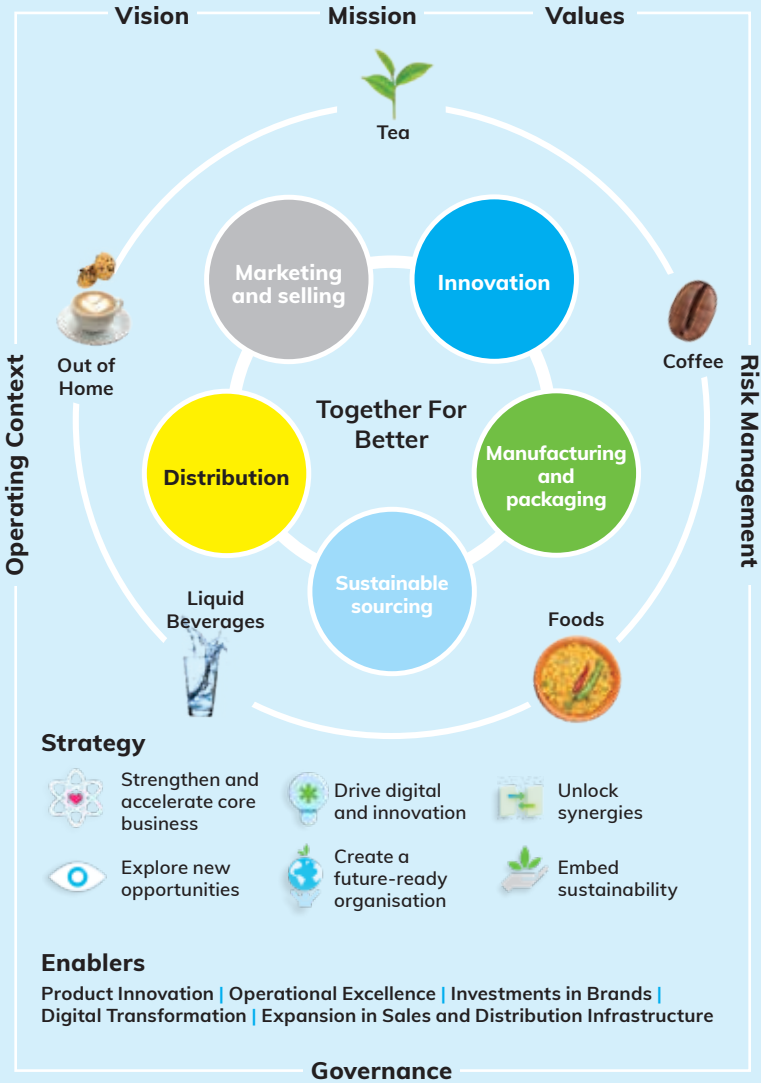 Vision
Mission
Values
Tea
Marketing
and selling
Innovation
Out of
Home
Coffee
Operating Context
Risk Management
Together For
Better
Distribution
Manufacturing
and
packaging
Sustainable
sourcing
Liquid
Beverages
Foods
Strategy
Strengthen and
accelerate core
business
Drive digital
and innovation
Unlock
synergies
Explore new
opportunities
Create a
future-ready
organisation
Embed
sustainability
Enablers
Product Innovation | Operational Excellence | Investments in Brands |
Digital Transformation | Expansion in Sales and Distribution Infrastructure
Governance